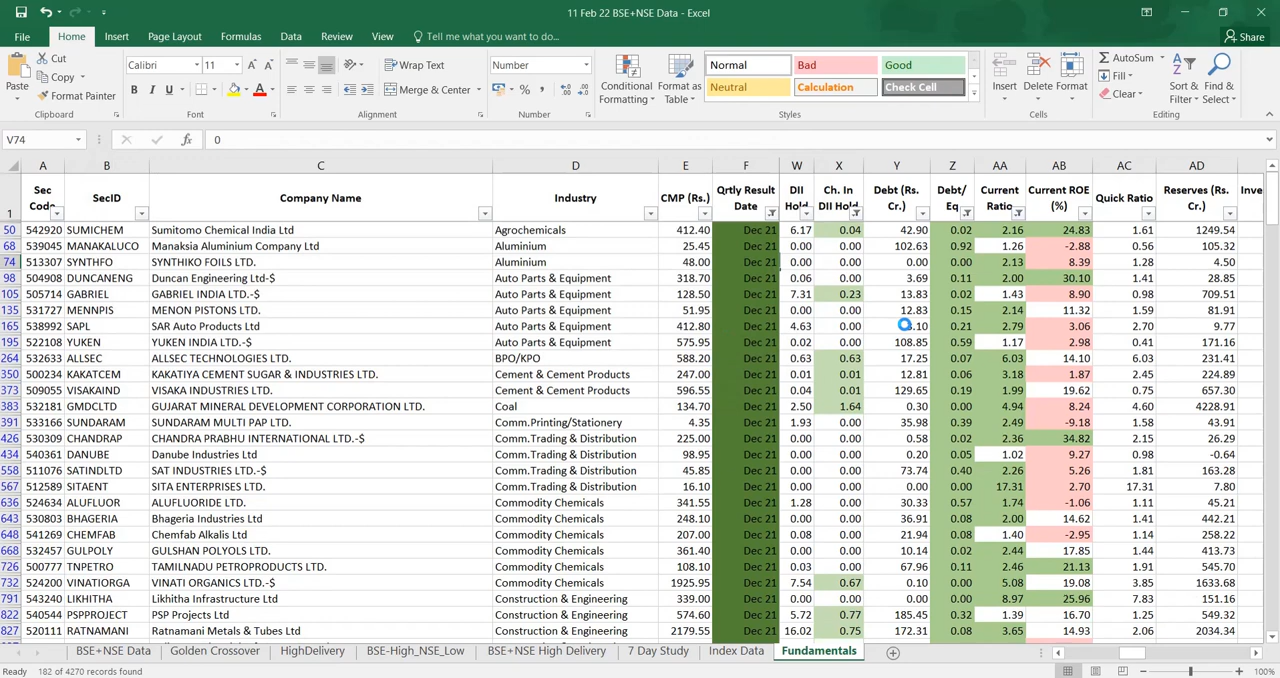 11 Feb 22 BSE+NSE Data - Excel
File Home Insert Page Layout Formulas Data Review View Tell me what you want to do... Share
Paste Cut Copy Format Painter Clipboard
Calibri 11 B I U A Font
Wrap Text Merge & Center Alignment
Number % , Number
Conditional Formatting Format as Table Normal Bad Good Neutral Calculation Check Cell Styles
Insert Delete Format Cells
AutoSum Fill Clear Sort & Filter Find & Select Editing
V74 fx 0
A B C D E F W X Y Z AA AB AC AD
1 Sec Code SecID Company Name Industry CMP (Rs.) Qrtly Result Date DII Hold Ch. In DII Hold Debt (Rs. Cr.) Debt/ Eq Current Ratio Current ROE (%) Quick Ratio Reserves (Rs. Cr.) Inve
50 542920 SUMICHEM Sumitomo Chemical India Ltd Agrochemicals 412.40 Dec 21 6.17 0.04 42.90 0.02 2.16 24.83 1.61 1249.54
68 539045 MANAKALUCO Manaksia Aluminium Company Ltd Aluminium 25.45 Dec 21 0.00 0.00 102.63 0.92 1.26 -2.88 0.56 105.32
74 513307 SYNTHFO SYNTHIKO FOILS LTD. Aluminium 48.00 Dec 21 0.00 0.00 0.00 0.00 2.13 8.39 1.28 4.50
98 504908 DUNCANENG Duncan Engineering Ltd-$ Auto Parts & Equipment 318.70 Dec 21 0.06 0.00 3.69 0.11 2.00 30.10 0.88 28.85
105 505714 GABRIEL GABRIEL INDIA LTD.-$ Auto Parts & Equipment 128.50 Dec 21 7.31 0.23 13.83 0.02 1.43 8.90 0.98 709.51
135 531727 MENNPIS MENON PISTONS LTD. Auto Parts & Equipment 51.95 Dec 21 0.00 0.00 12.83 0.15 2.14 11.32 1.59 81.91
165 538992 SAPL SAR Auto Products Ltd Auto Parts & Equipment 412.80 Dec 21 4.63 0.00 .10 0.21 2.79 3.06 2.70 9.77
195 522108 YUKEN YUKEN INDIA LTD.-$ Auto Parts & Equipment 575.95 Dec 21 0.02 0.00 108.85 0.59 1.17 2.98 0.41 171.16
264 532633 ALLSEC ALLSEC TECHNOLOGIES LTD. BPO/KPO 588.20 Dec 21 0.63 0.63 17.25 0.07 6.03 14.10 6.03 231.41
350 500234 KAKATCEM KAKATIYA CEMENT SUGAR & INDUSTRIES LTD. Cement & Cement Products 247.00 Dec 21 0.01 0.01 12.81 0.06 3.18 1.87 2.45 224.89
373 509055 VISAKAIND VISAKA INDUSTRIES LTD. Cement & Cement Products 596.55 Dec 21 0.04 0.01 129.65 0.19 1.99 19.62 0.75 657.30
383 532181 GMDCLTD GUJARAT MINERAL DEVELOPMENT CORPORATION LTD. Coal 134.70 Dec 21 2.50 1.64 0.30 0.00 4.94 8.24 4.60 4228.91
391 533166 SUNDARAM SUNDARAM MULTI PAP LTD. Comm.Printing/Stationery 4.35 Dec 21 1.93 0.00 35.98 0.39 2.49 -9.18 1.58 43.91
426 530309 CHANDRAP CHANDRA PRABHU INTERNATIONAL LTD.-$ Comm.Trading & Distribution 225.00 Dec 21 0.00 0.00 0.58 0.02 2.36 34.82 2.15 26.29
434 540361 DANUBE Danube Industries Ltd Comm.Trading & Distribution 98.95 Dec 21 0.00 0.00 0.20 0.05 1.02 9.27 0.98 -0.64
558 511076 SATINDLTD SAT INDUSTRIES LTD.-$ Comm.Trading & Distribution 45.85 Dec 21 0.00 0.00 73.74 0.40 2.26 5.26 1.81 163.28
567 512589 SITAENT SITA ENTERPRISES LTD. Comm.Trading & Distribution 16.10 Dec 21 0.00 0.00 0.00 0.00 17.31 2.70 17.31 7.80
636 524634 ALUFLUOR ALUFLUORIDE LTD. Commodity Chemicals 341.55 Dec 21 1.28 0.00 30.33 0.57 1.74 -1.06 1.11 45.21
643 530803 BHAGERIA Bhageria Industries Ltd Commodity Chemicals 248.10 Dec 21 0.00 0.00 36.91 0.08 2.00 14.62 1.41 442.21
648 541269 CHEMFAB Chemfab Alkalis Ltd Commodity Chemicals 207.00 Dec 21 0.08 0.00 21.94 0.08 1.40 -2.95 1.14 258.22
668 532457 GULPOLY GULSHAN POLYOLS LTD. Commodity Chemicals 361.40 Dec 21 0.00 0.00 10.14 0.02 2.44 17.85 1.44 413.73
726 500777 TNPETRO TAMILNADU PETROPRODUCTS LTD. Commodity Chemicals 108.10 Dec 21 0.03 0.00 67.96 0.11 2.46 21.13 1.91 545.70
732 524200 VINATIORGA VINATI ORGANICS LTD.-$ Commodity Chemicals 1925.95 Dec 21 7.54 0.67 0.10 0.00 5.08 19.08 3.85 1633.68
791 543240 LIKHITHA Likhitha Infrastructure Ltd Construction & Engineering 339.00 Dec 21 0.00 0.00 0.00 0.00 8.97 25.96 7.83 151.16
822 540544 PSPPROJECT PSP Projects Ltd Construction & Engineering 574.60 Dec 21 5.72 0.77 185.45 0.32 1.39 16.70 1.25 549.32
827 520111 RATNAMANI Ratnamani Metals & Tubes Ltd Construction & Engineering 2179.55 Dec 21 16.02 0.75 172.31 0.08 3.65 14.93 2.06 2034.34
BSE+NSE Data Golden Crossover HighDelivery BSE-High_NSE_Low BSE+NSE High Delivery 7 Day Study Index Data Fundamentals
Ready 182 of 4270 records found 100%